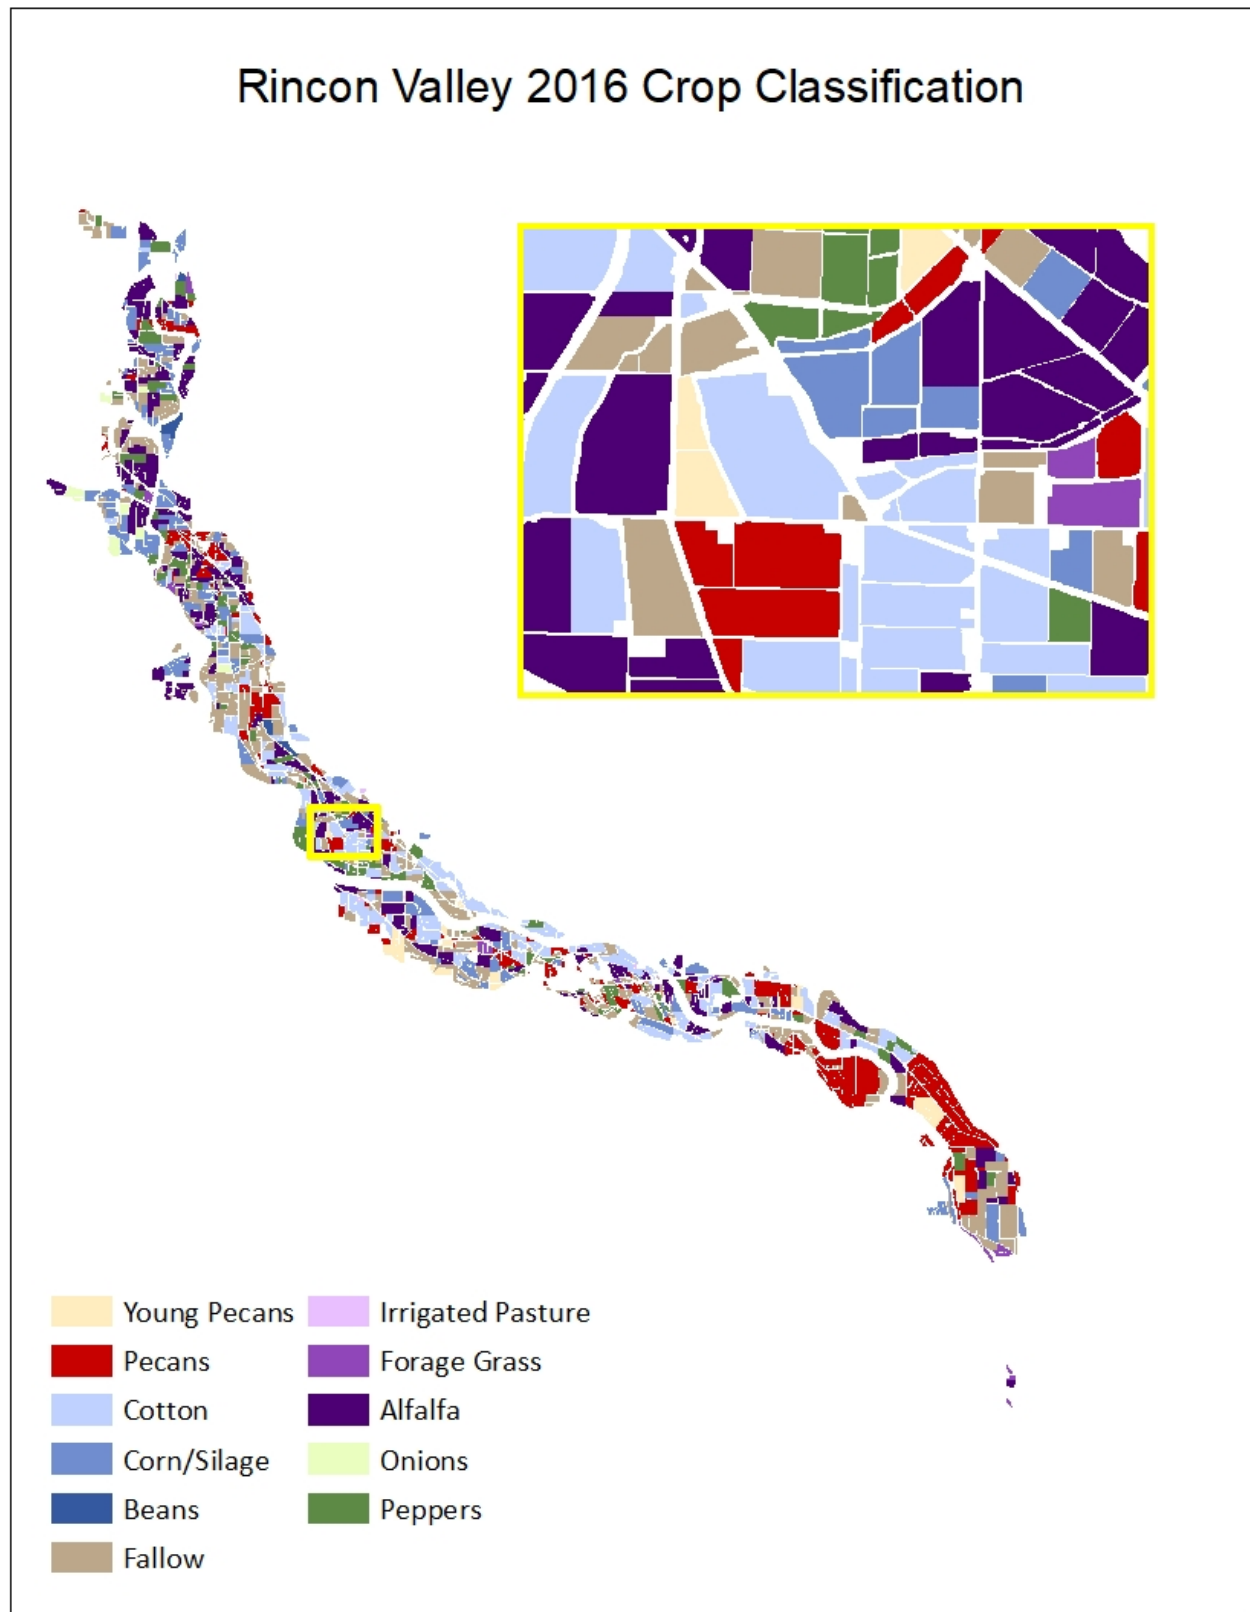 Rincon Valley 2016 Crop Classification
Young Pecans
Pecans
Cotton
Corn/Silage
Beans
Fallow
Irrigated Pasture
Forage Grass
Alfalfa
Onions
Peppers